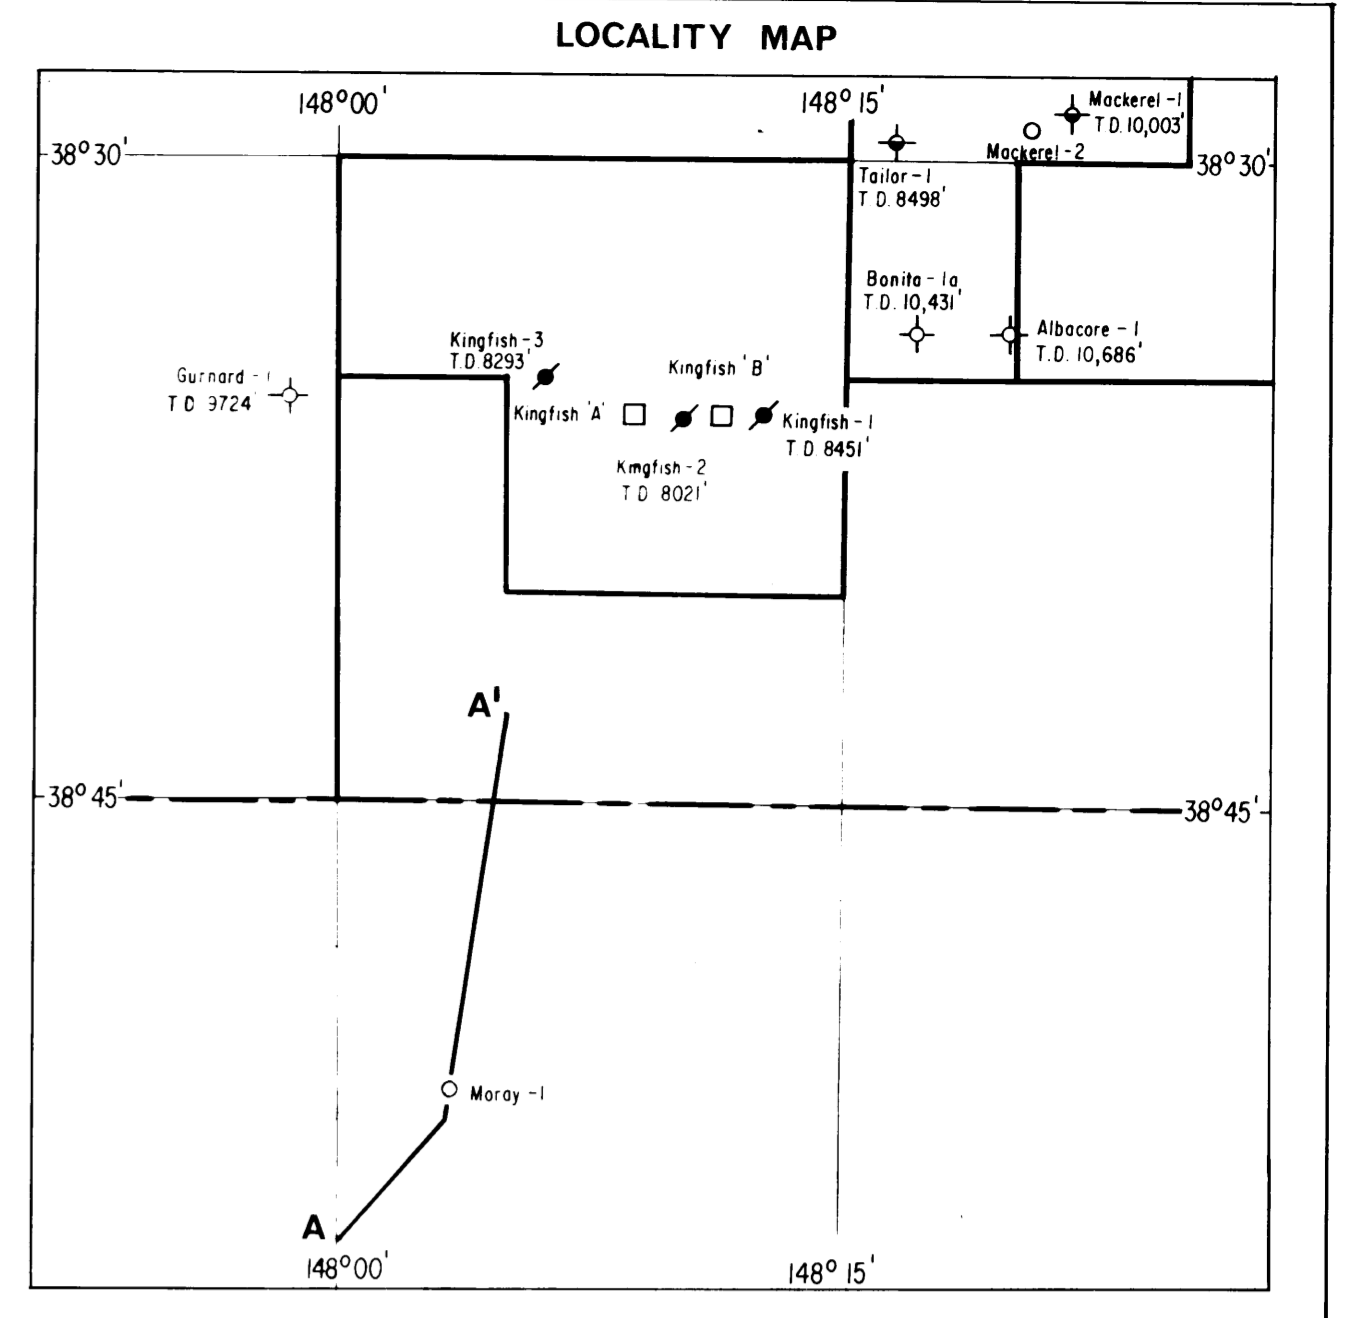 LOCALITY MAP
148°00'
148°15'
Mackerel-1
T.D. 10,003'
Mackerel-2
38°30'
38°30'
Tailor-1
T.D. 8498'
Bonita-1a
T.D. 10,431'
Albacore-1
T.D. 10,686'
Kingfish-3
T.D. 8293'
Kingfish 'B'
Gurnard-1
T D 9724'
Kingfish 'A'
Kingfish-1
T D. 8451'
Kingfish-2
T D 8021'
A'
38°45'
38°45'
Moray-1
A
148°00'
148°15'